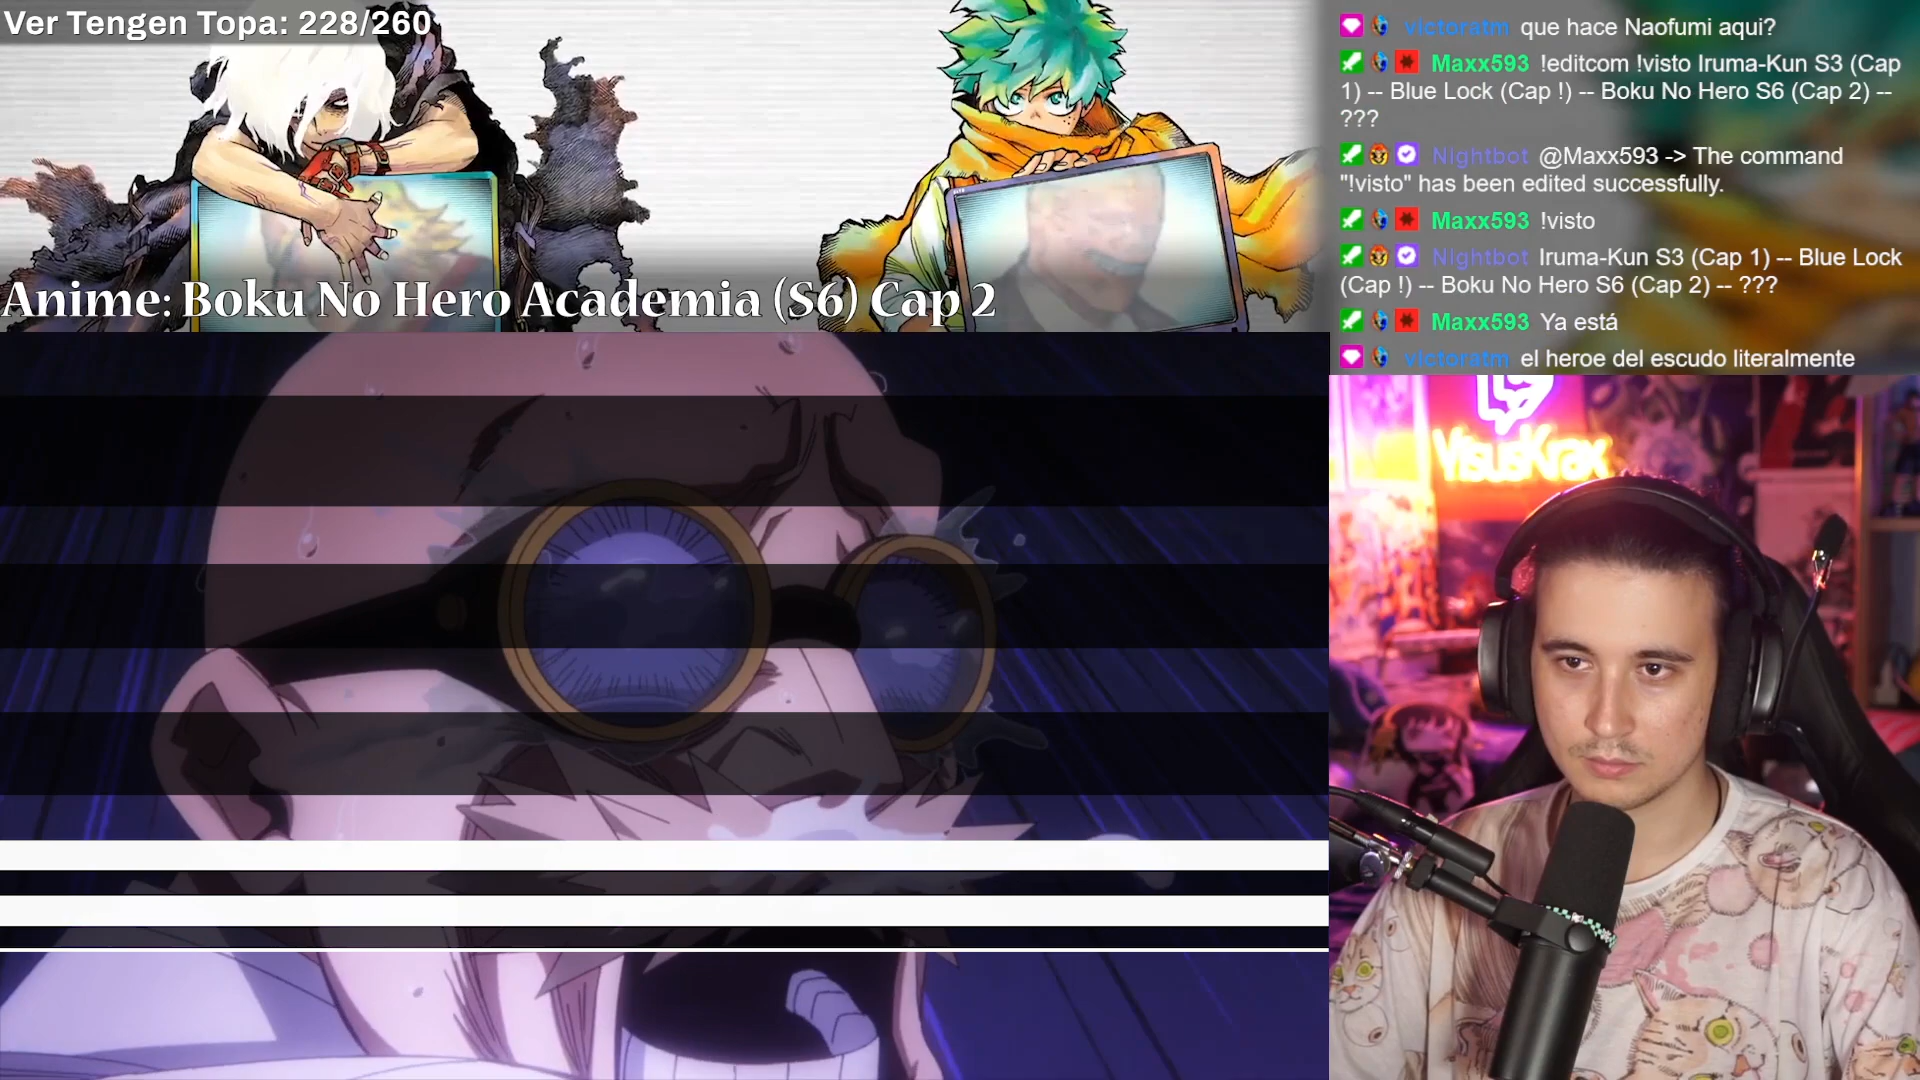 Ver Tengen Topa: 228/260
Anime: Boku No Hero Academia (S6) Cap 2
victoratm que hace Naofumi aqui?
Maxx593 !editcom !visto Iruma-Kun S3 (Cap
1) -- Blue Lock (Cap !) -- Boku No Hero S6 (Cap 2) --
???
Nightbot @Maxx593 -> The command
"!visto" has been edited successfully.
Maxx593 !visto
Nightbot Iruma-Kun S3 (Cap 1) -- Blue Lock
(Cap !) -- Boku No Hero S6 (Cap 2) -- ???
Maxx593 Ya está
victoratm el heroe del escudo literalmente
VisusKrax